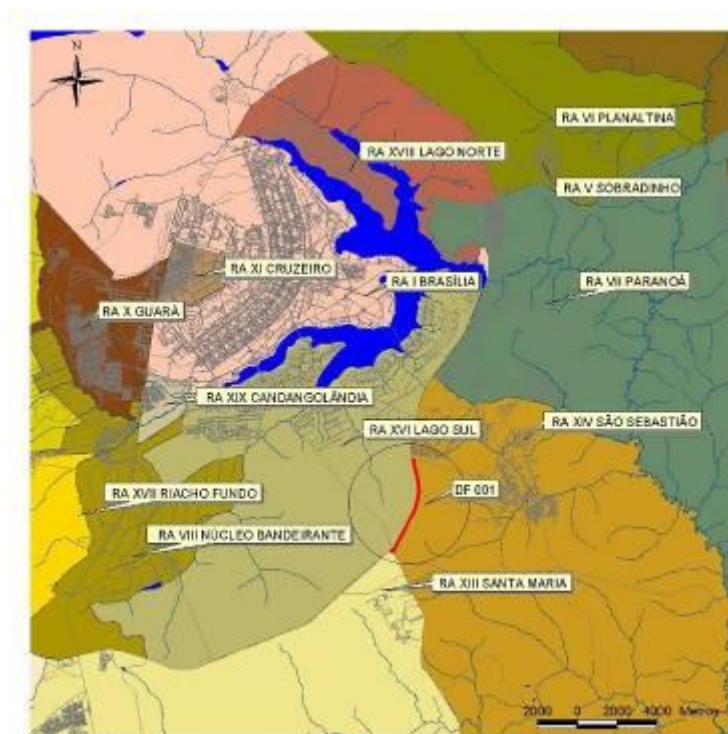 N
RA VI PLANALTINA
RA XVIII LAGO NORTE
RA V SOBRADINHO
RA XI CRUZEIRO
RA I BRASÍLIA
RA VII PARANOÁ
RA X GUARÁ
RA XIX CANDANGOLÂNDIA
RA XVI LAGO SUL
RA XIV SÃO SEBASTIÃO
RA XVII RIACHO FUNDO
DF 001
RA VIII NÚCLEO BANDEIRANTE
RA XIII SANTA MARIA
2000 0 2000 4000 Metros